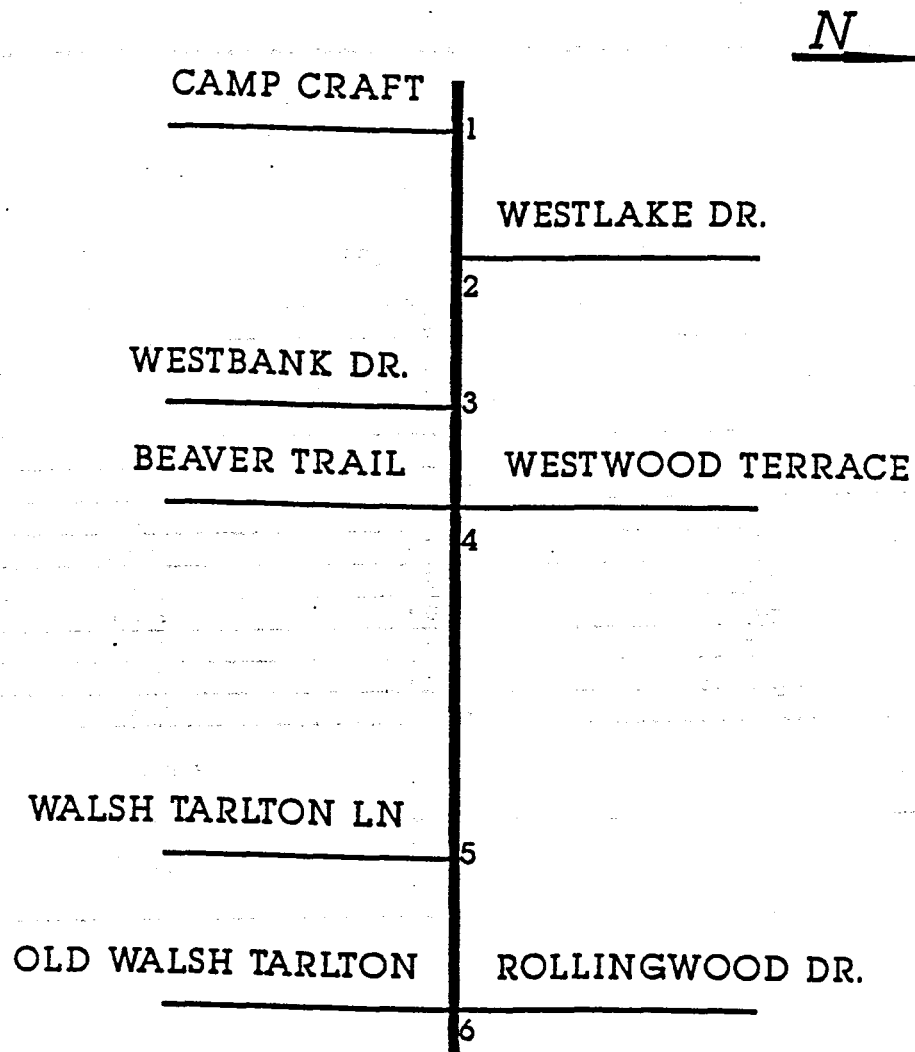 N
CAMP CRAFT
1
WESTLAKE DR.
2
WESTBANK DR.
3
BEAVER TRAIL WESTWOOD TERRACE
4
WALSH TARLTON LN
5
OLD WALSH TARLTON ROLLINGWOOD DR.
6